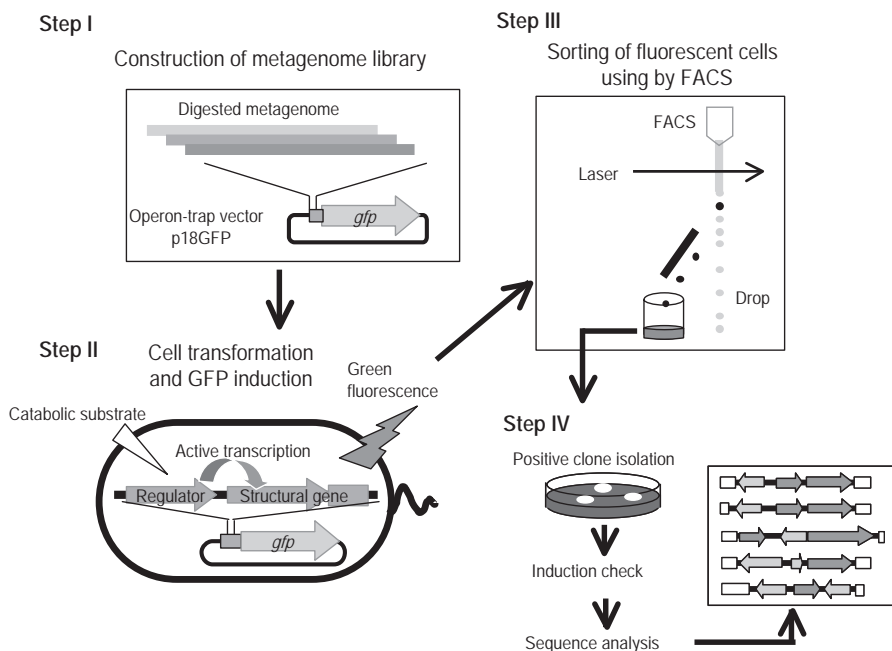 Step I
Construction of metagenome library
Digested metagenome
Operon-trap vector
p18GFP
gfp
Step II
Cell transformation
and GFP induction
Green
fluorescence
Catabolic substrate
Active transcription
Regulator
Structural gene
gfp
Step III
Sorting of fluorescent cells
using by FACS
FACS
Laser
Drop
Step IV
Positive clone isolation
Induction check
Sequence analysis